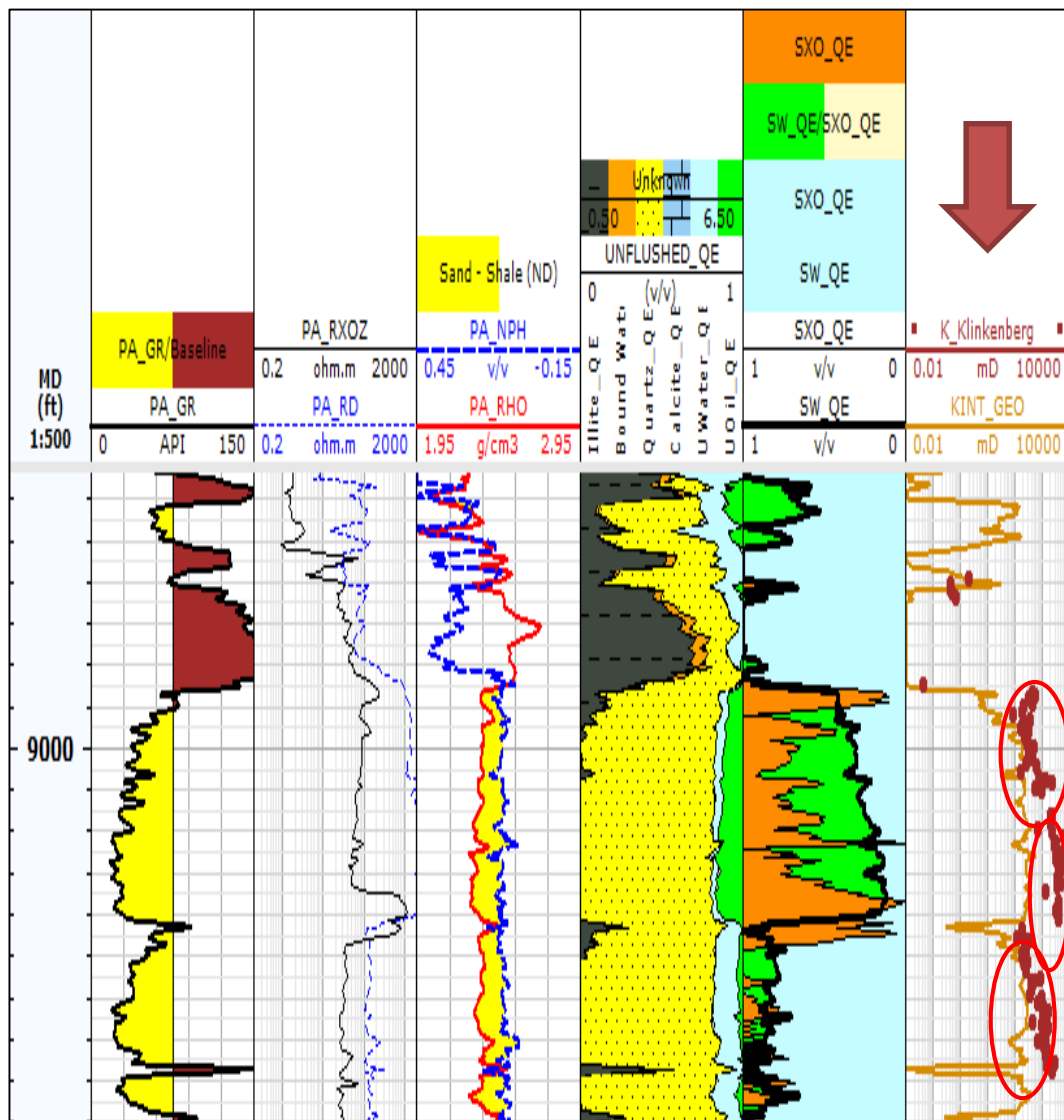 SXO_QE
SW_QE/SXO_QE
Unknown
0.50 6.50
SXO_QE
UNFLUSHED_QE
Sand - Shale (ND)
SW_QE
0 (v/v) 1
PA_GR/Baseline
PA_RXOZ
0.2 ohm.m 2000
PA_NPH
0.45 v/v -0.15
Illite_QE
Bound Wat
Quartz_QE
Calcite_QE
UWater_QE
UOil_QE
SXO_QE
1 v/v 0
K_Klinkenberg
0.01 mD 10000
MD
(ft)
1:500
PA_GR
0 API 150
PA_RD
0.2 ohm.m 2000
PA_RHO
1.95 g/cm3 2.95
SW_QE
1 v/v 0
KINT_GEO
0.01 mD 10000
9000